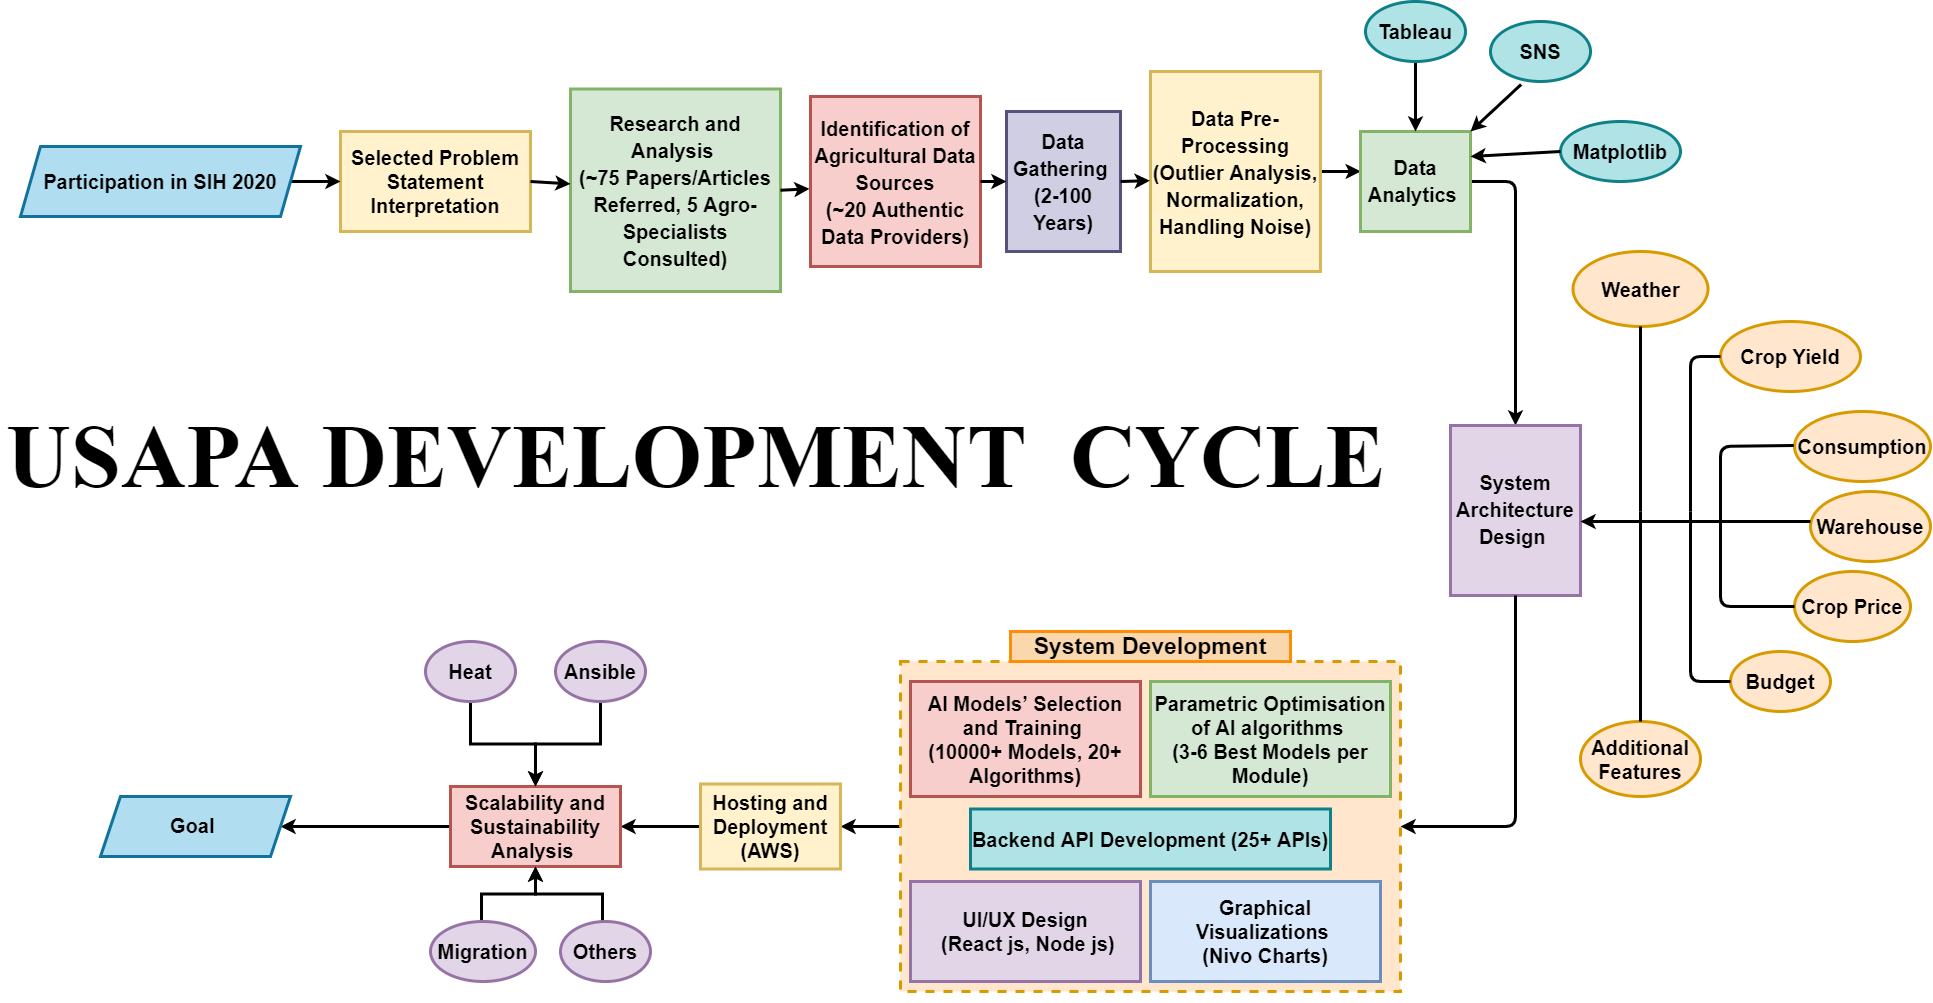 Participation in SIH 2020
Selected Problem
Statement
Interpretation
Research and
Analysis
(~75 Papers/Articles
Referred, 5 Agro-
Specialists
Consulted)
Identification of
Agricultural Data
Sources
(~20 Authentic
Data Providers)
Data
Gathering
(2-100
Years)
Data Pre-
Processing
(Outlier Analysis,
Normalization,
Handling Noise)
Data
Analytics
Tableau
SNS
Matplotlib
USAPA DEVELOPMENT CYCLE
System
Architecture
Design
Weather
Crop Yield
Consumption
Warehouse
Crop Price
Budget
Additional
Features
System Development
AI Models’ Selection
and Training
(10000+ Models, 20+
Algorithms)
Parametric Optimisation
of AI algorithms
(3-6 Best Models per
Module)
Backend API Development (25+ APIs)
UI/UX Design
(React js, Node js)
Graphical
Visualizations
(Nivo Charts)
Hosting and
Deployment
(AWS)
Heat
Ansible
Scalability and
Sustainability
Analysis
Migration
Others
Goal